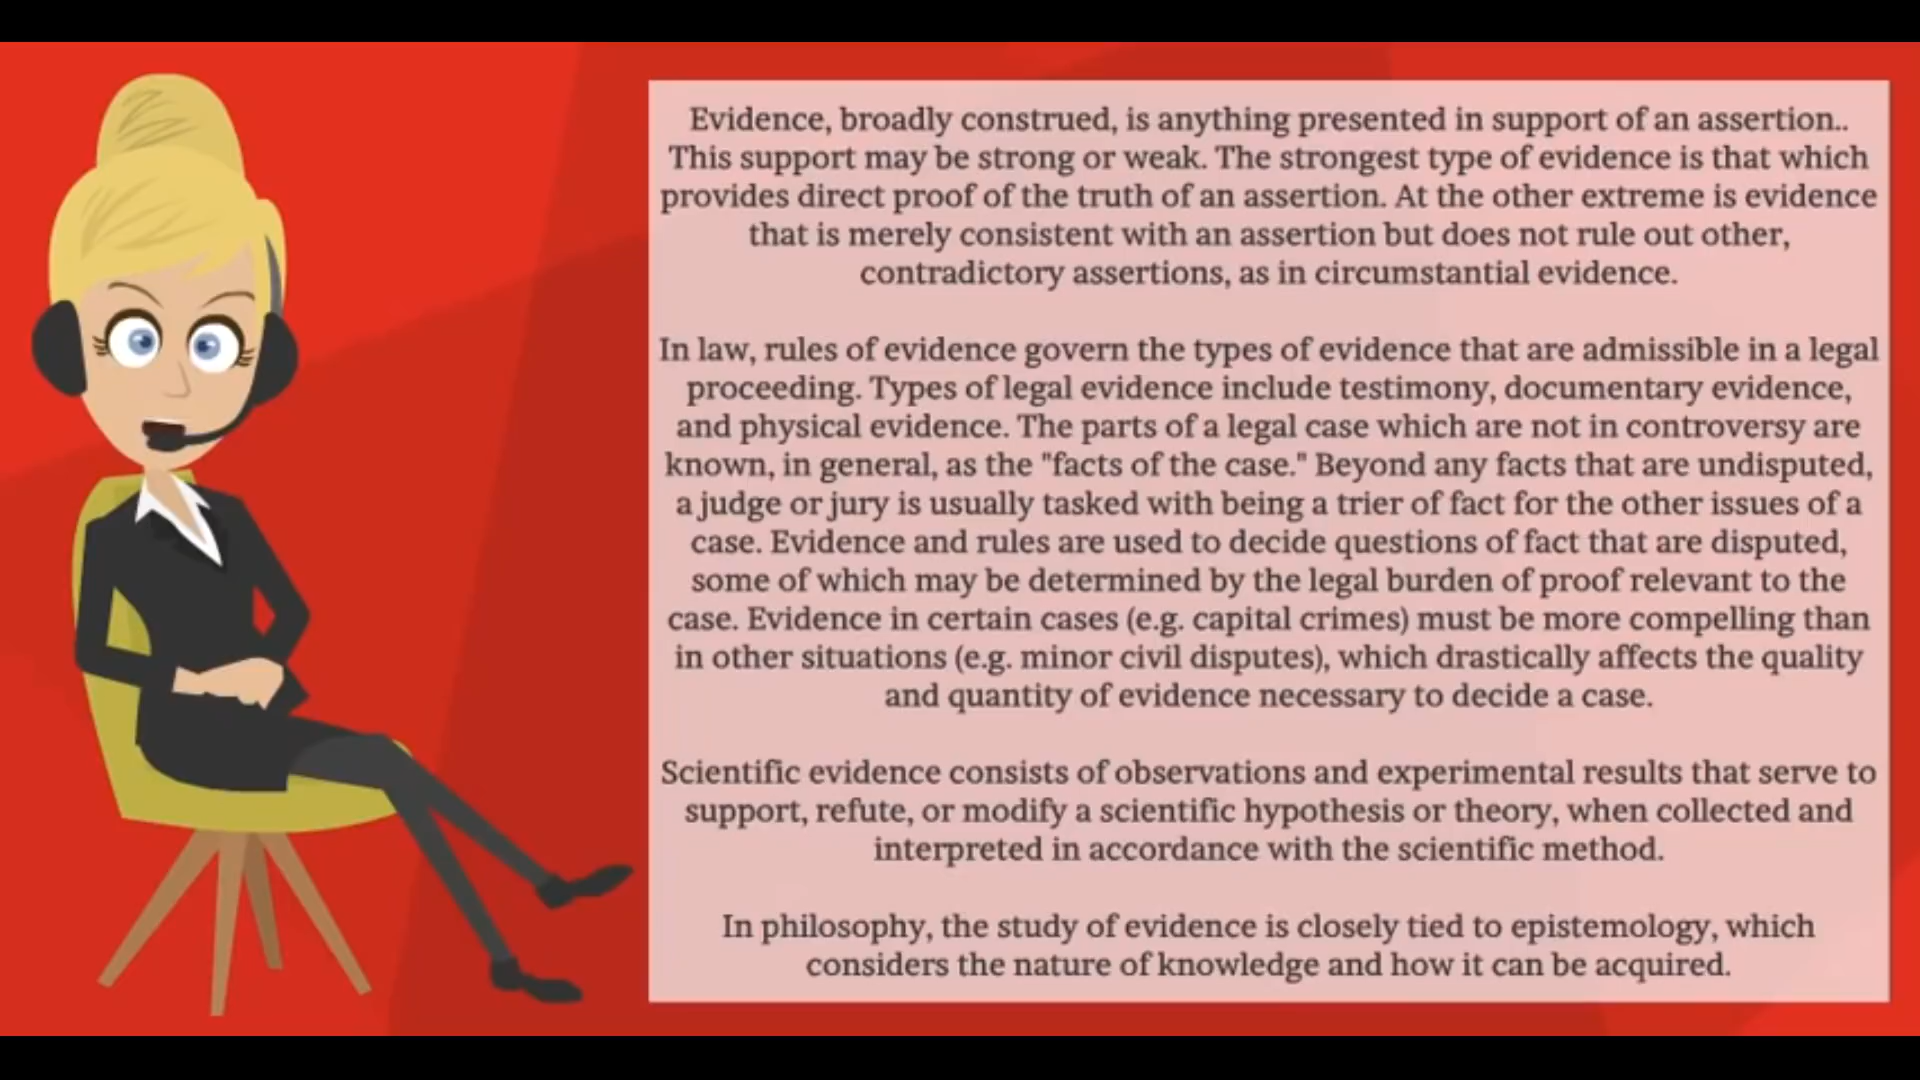 Evidence, broadly construed, is anything presented in support of an assertion..
This support may be strong or weak. The strongest type of evidence is that which
provides direct proof of the truth of an assertion. At the other extreme is evidence
that is merely consistent with an assertion but does not rule out other,
contradictory assertions, as in circumstantial evidence.
In law, rules of evidence govern the types of evidence that are admissible in a legal
proceeding. Types of legal evidence include testimony, documentary evidence,
and physical evidence. The parts of a legal case which are not in controversy are
known, in general, as the "facts of the case." Beyond any facts that are undisputed,
a judge or jury is usually tasked with being a trier of fact for the other issues of a
case. Evidence and rules are used to decide questions of fact that are disputed,
some of which may be determined by the legal burden of proof relevant to the
case. Evidence in certain cases (e.g. capital crimes) must be more compelling than
in other situations (e.g. minor civil disputes), which drastically affects the quality
and quantity of evidence necessary to decide a case.
Scientific evidence consists of observations and experimental results that serve to
support, refute, or modify a scientific hypothesis or theory, when collected and
interpreted in accordance with the scientific method.
In philosophy, the study of evidence is closely tied to epistemology, which
considers the nature of knowledge and how it can be acquired.